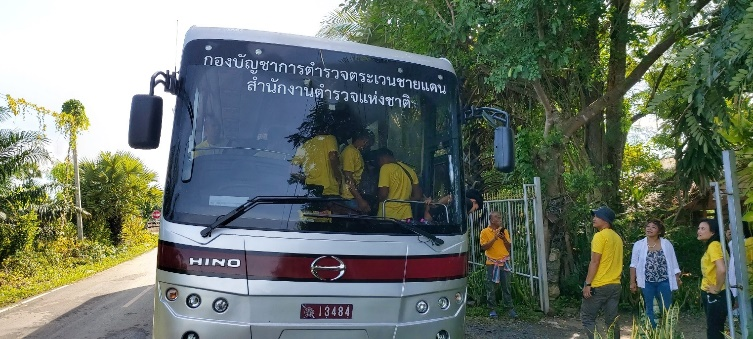 กองบัญชาการตำรวจตระเวนชายแดน
สำนักงานตำรวจแห่งชาติ
HINO
13484